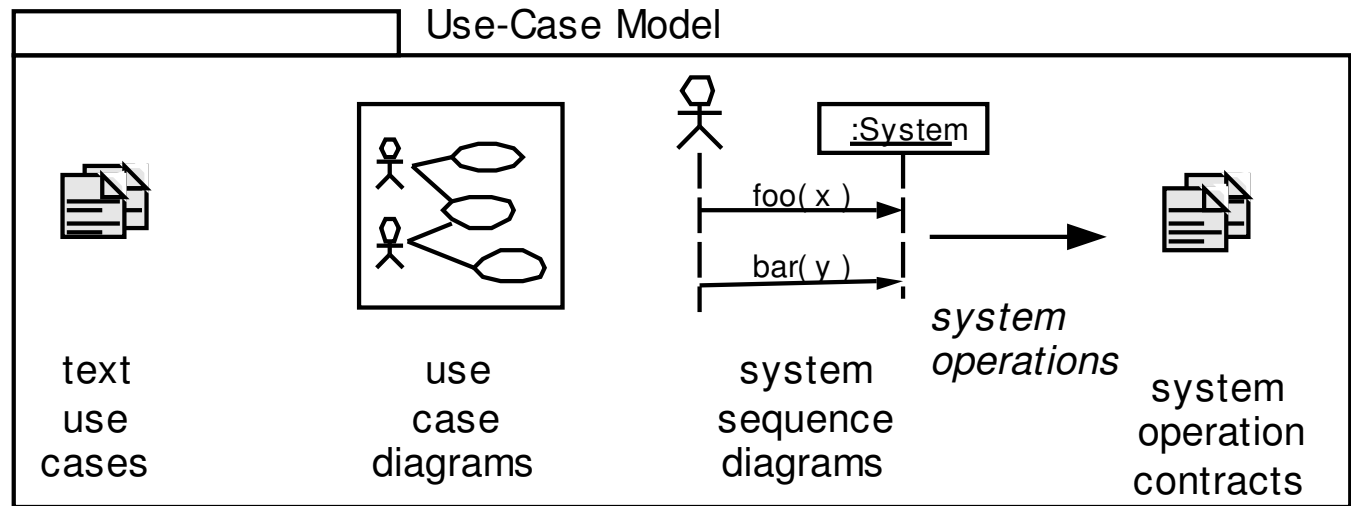 Use-Case Model
:System
foo( x )
bar( y )
system
operations
text
use
cases
use
case
diagrams
system
sequence
diagrams
system
operation
contracts